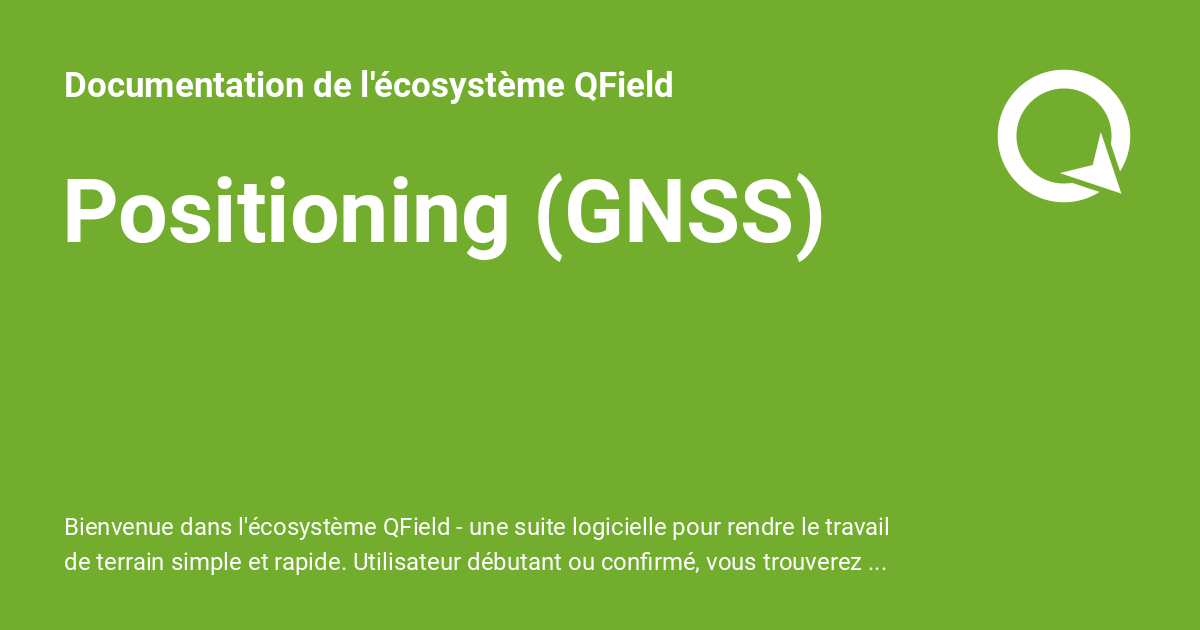 Documentation de l'écosystème QField
Positioning (GNSS)
Bienvenue dans l'écosystème QField - une suite logicielle pour rendre le travail
de terrain simple et rapide. Utilisateur débutant ou confirmé, vous trouverez ...